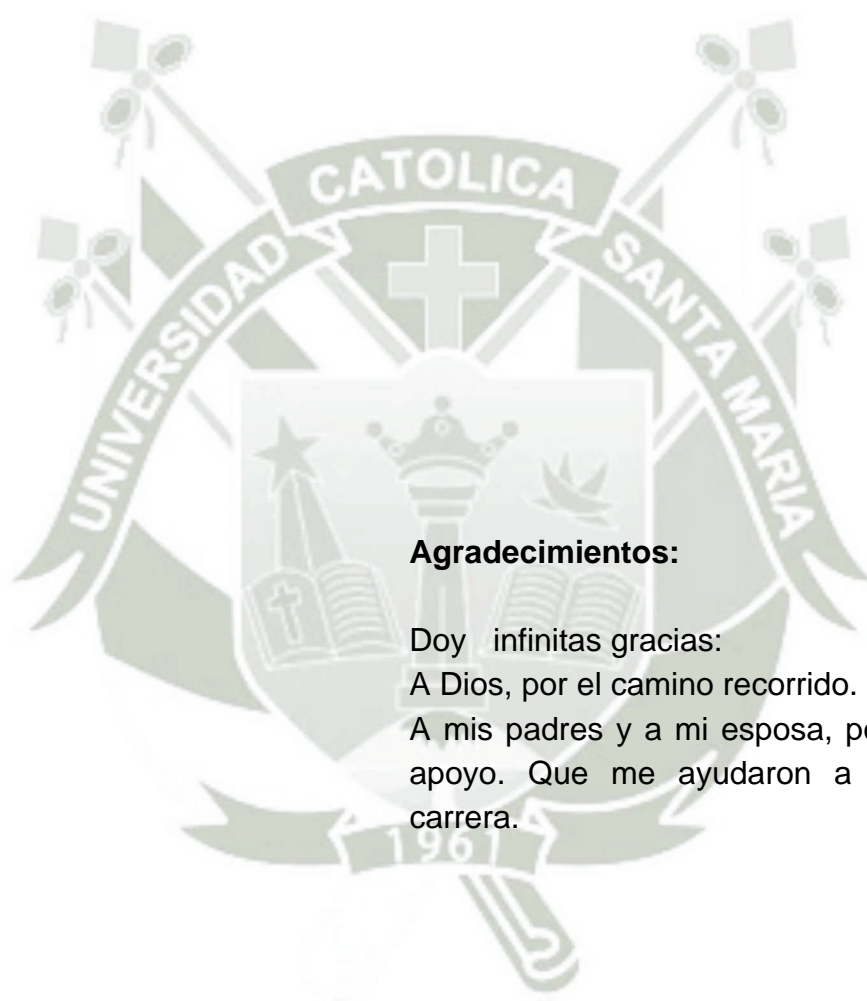 CATOLICA
UNIVERSIDAD
SANTA MARIA
Agradecimientos:
Doy infinitas gracias:
A Dios, por el camino recorrido.
A mis padres y a mi esposa,
apoyo. Que me ayudaron a
carrera.
1961